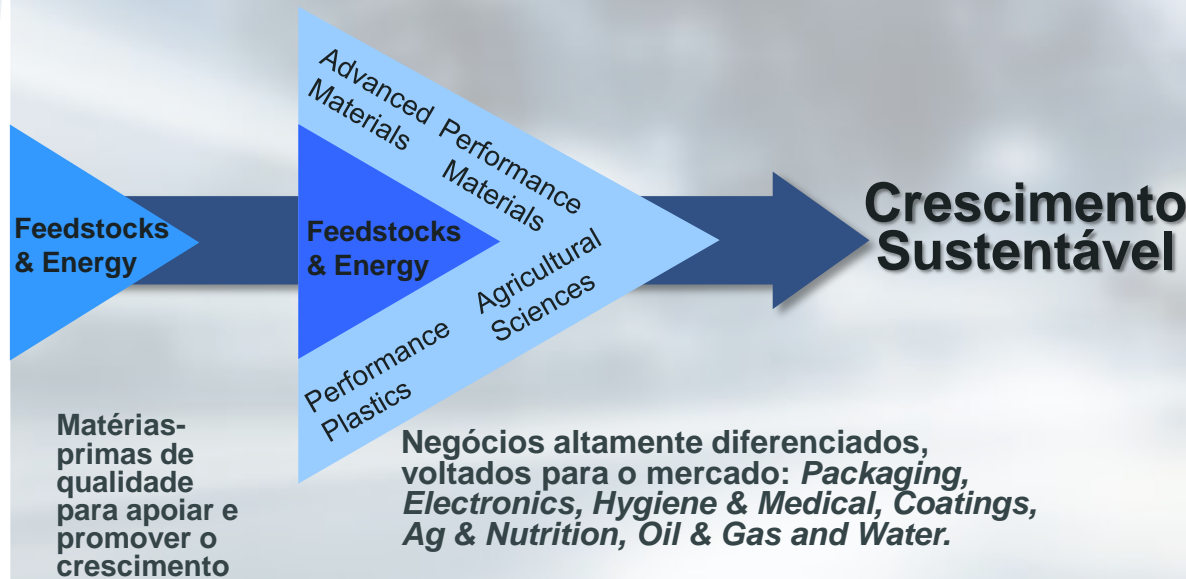 Advanced
Materials
Performance
Materials
Feedstocks
& Energy
Feedstocks
& Energy
Agricultural
Sciences
Performance
Plastics
Crescimento
Sustentável
Matérias-
primas de
qualidade
para apoiar e
promover o
crescimento
Negócios altamente diferenciados,
voltados para o mercado: Packaging,
Electronics, Hygiene & Medical, Coatings,
Ag & Nutrition, Oil & Gas and Water.